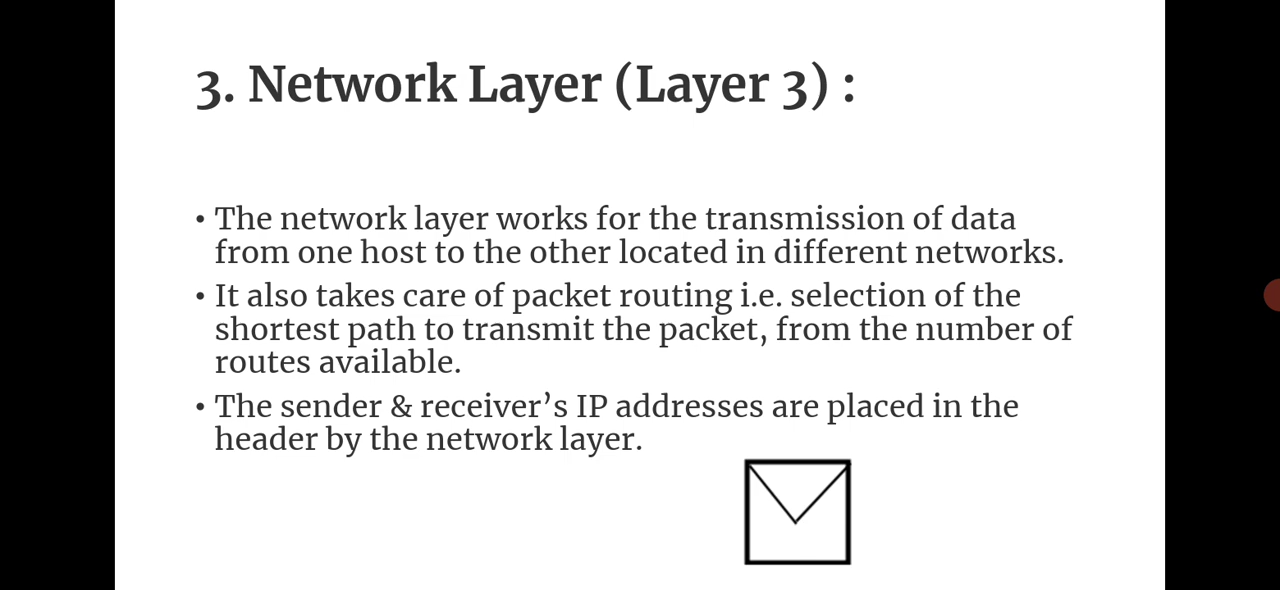 3. Network Layer (Layer 3) :
• The network layer works for the transmission of data
from one host to the other located in different networks.
• It also takes care of packet routing i.e. selection of the
shortest path to transmit the packet, from the number of
routes available.
• The sender & receiver’s IP addresses are placed in the
header by the network layer.